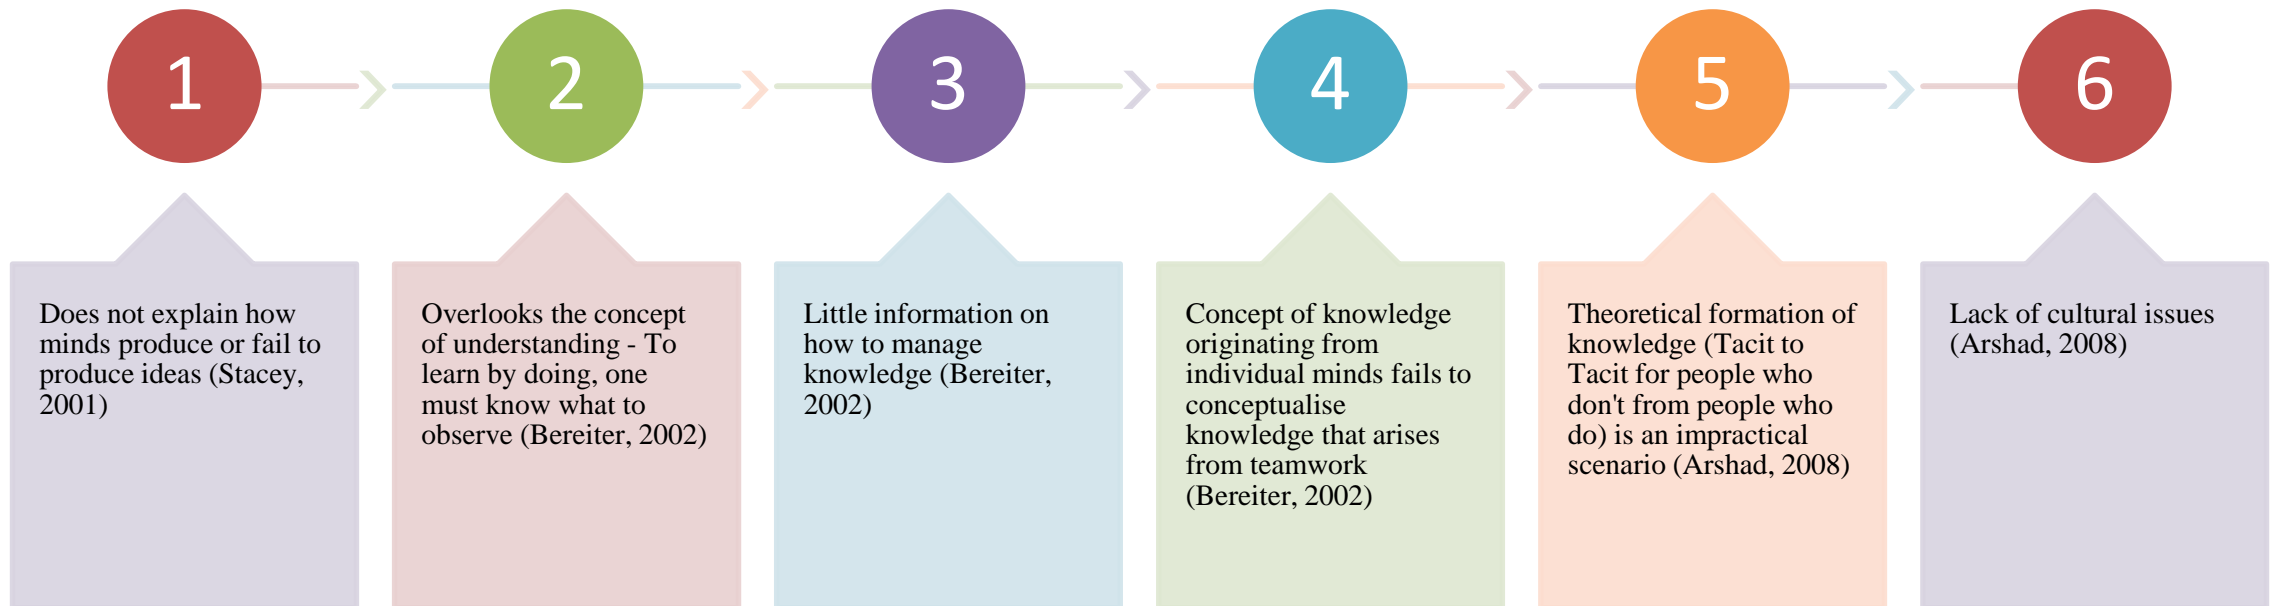 1
2
3
4
5
6
Does not explain how
minds produce or fail to
produce ideas (Stacey,
2001)
Overlooks the concept
of understanding - To
learn by doing, one
must know what to
observe (Bereiter, 2002)
Little information on
how to manage
knowledge (Bereiter,
2002)
Concept of knowledge
originating from
individual minds fails to
conceptualise
knowledge that arises
from teamwork
(Bereiter, 2002)
Theoretical formation of
knowledge (Tacit to
Tacit for people who
don't from people who
do) is an impractical
scenario (Arshad, 2008)
Lack of cultural issues
(Arshad, 2008)